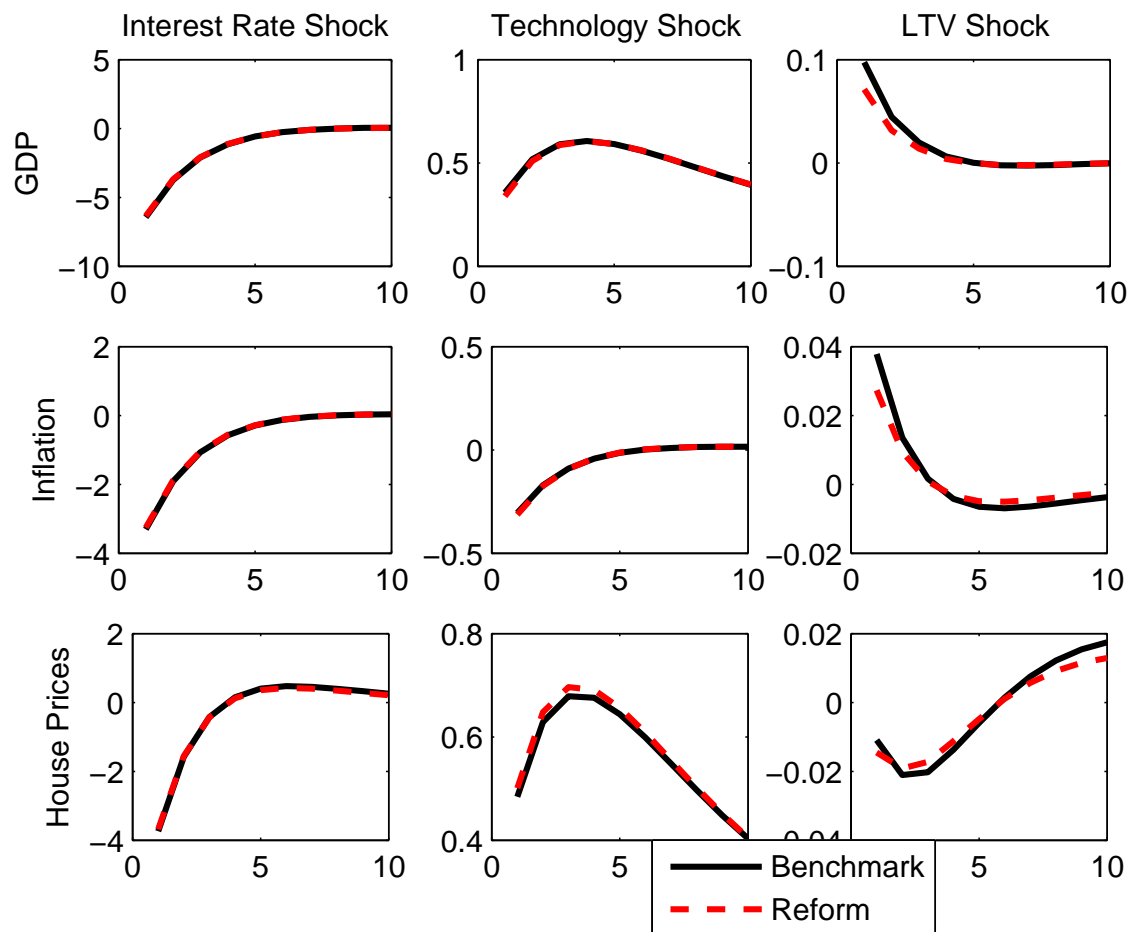 Interest Rate Shock Technology Shock LTV Shock
5 1 0.1
0 0.5 0
−5
−10 0 −0.1
0 5 10 0 5 10 0 5 10
GDP
2 0.5 0.04
0 0 0.02
−2 0
−4 −0.5 −0.02
0 5 10 0 5 10 0 5 10
Inflation
2 0.8 0.02
0 0.6 0
−2 −0.02
−4 0.4
0 5 10 0 5 10 0 5 10
House Prices
Benchmark
Reform